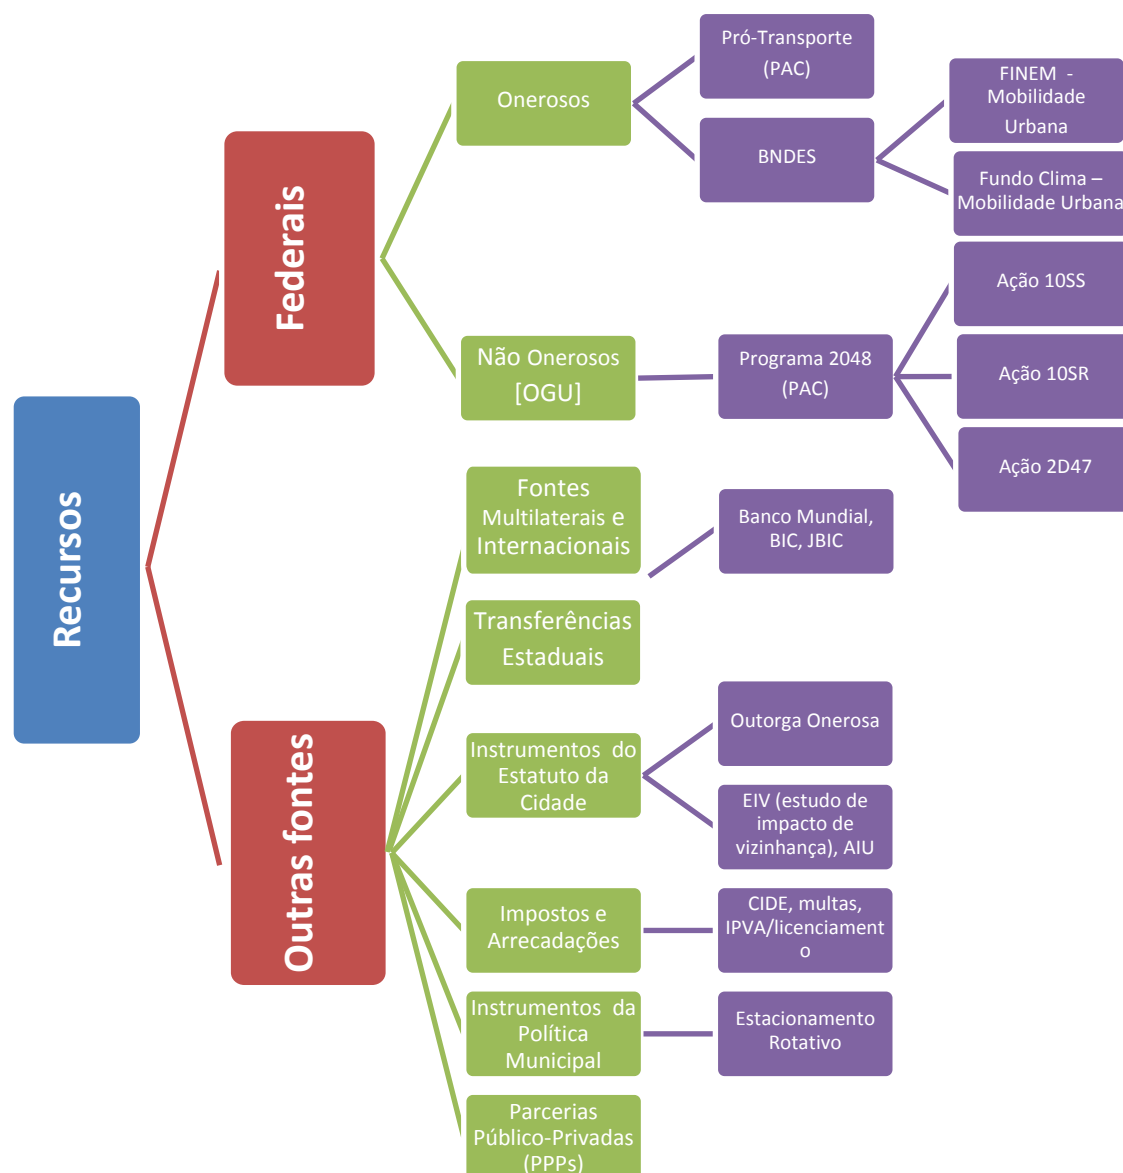 Recursos
Federais
Onerosos
Pró-Transporte
(PAC)
BNDES
FINEM -
Mobilidade
Urbana
Fundo Clima –
Mobilidade Urbana
Não Onerosos
[OGU]
Programa 2048
(PAC)
Ação 10SS
Ação 10SR
Ação 2D47
Outras fontes
Fontes
Multilaterais e
Internacionais
Banco Mundial,
BIC, JBIC
Transferências
Estaduais
Instrumentos do
Estatuto da
Cidade
Outorga Onerosa
EIV (estudo de
impacto de
vizinhança), AIU
Impostos e
Arrecadações
CIDE, multas,
IPVA/licenciament
o
Instrumentos da
Política
Municipal
Estacionamento
Rotativo
Parcerias
Público-Privadas
(PPPs)